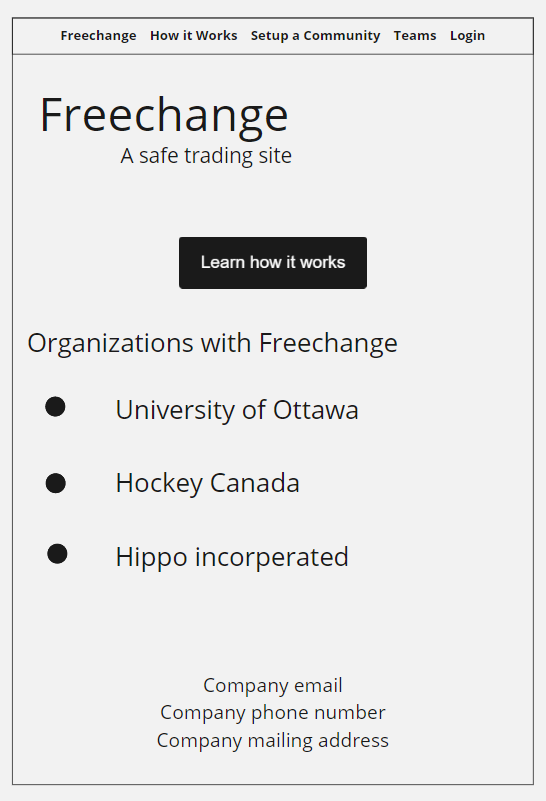 Freechange How it Works Setup a Community Teams Login
Freechange
A safe trading site
Learn how it works
Organizations with Freechange
University of Ottawa
Hockey Canada
Hippo incorperated
Company email
Company phone number
Company mailing address